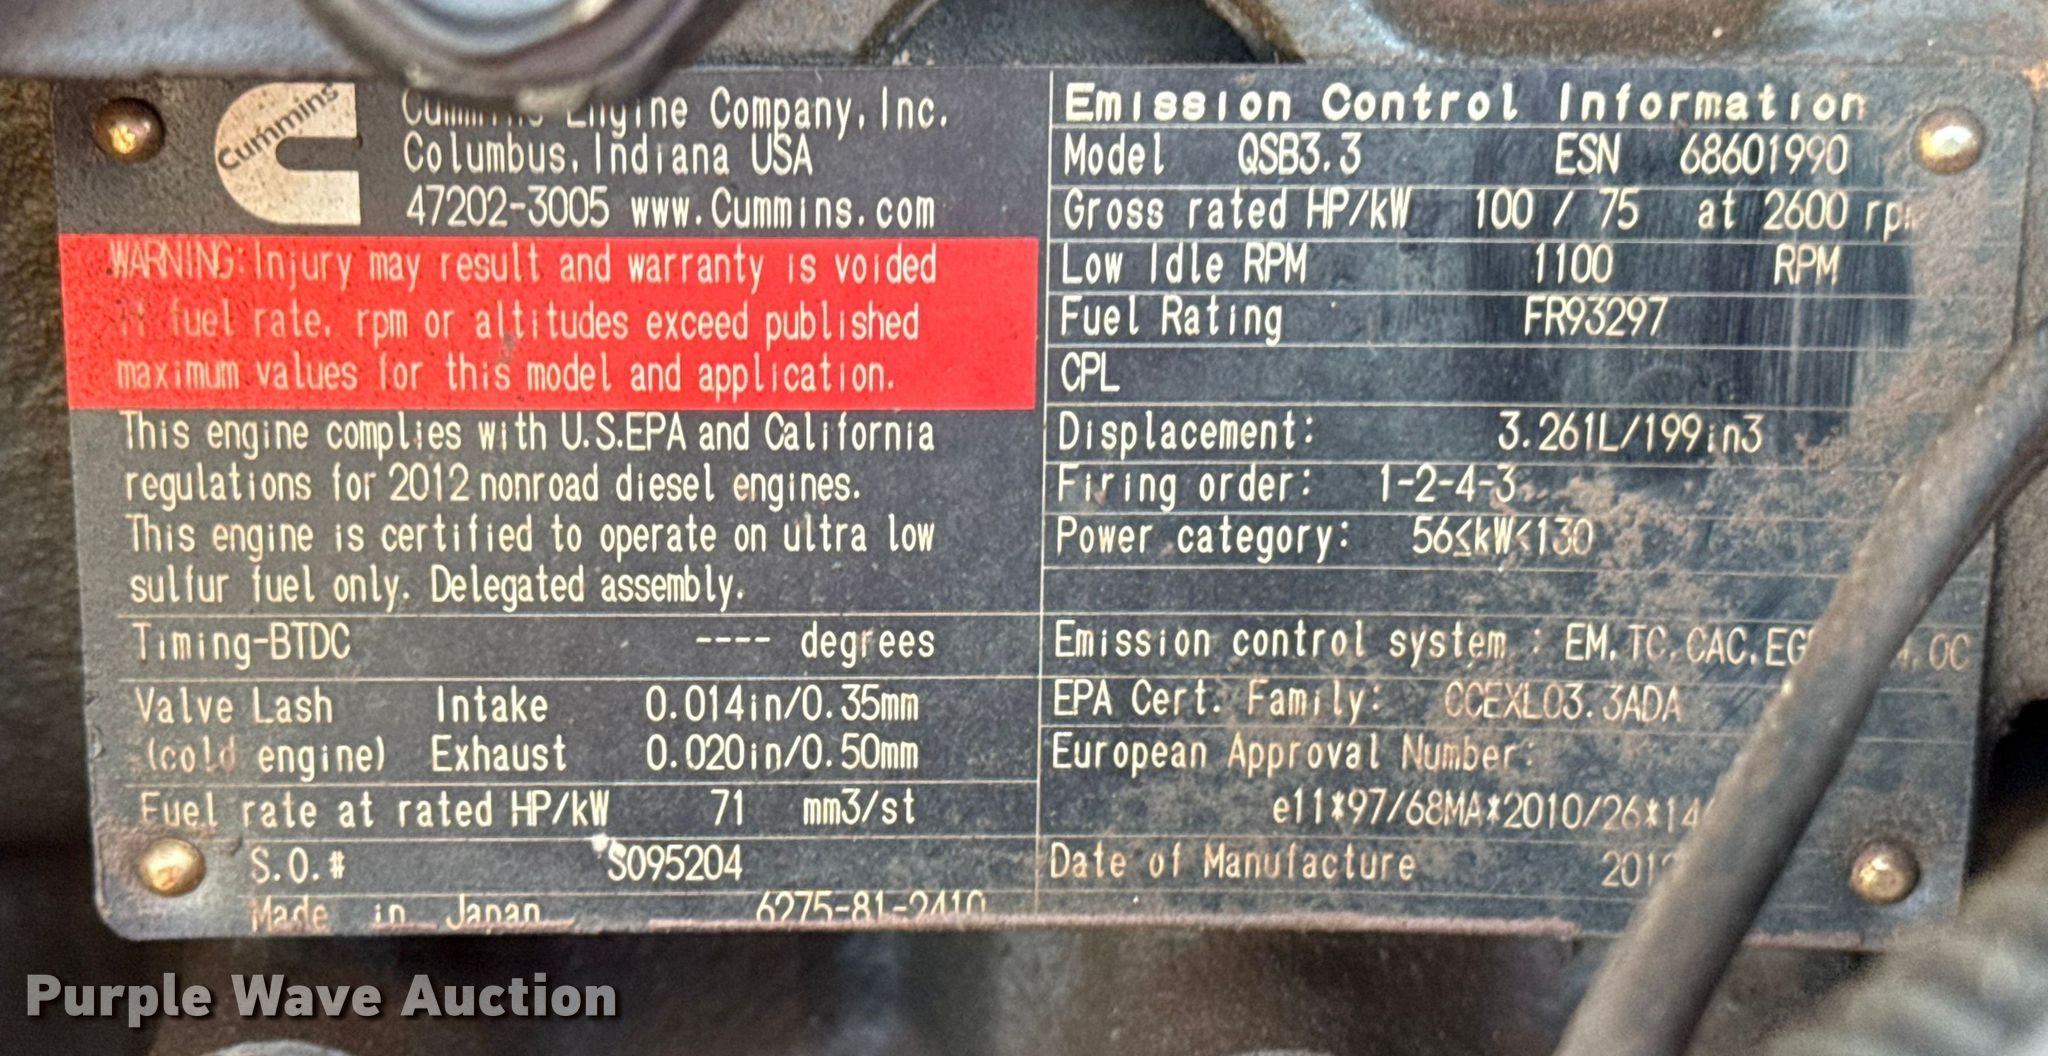 Cummins
Cummins Engine Company, Inc.
Columbus, Indiana USA
47202-3005 www.Cummins.com
WARNING: Injury may result and warranty is voided
if fuel rate, rpm or altitudes exceed published
maximum values for this model and application.
This engine complies with U.S.EPA and California
regulations for 2012 nonroad diesel engines.
This engine is certified to operate on ultra low
sulfur fuel only. Delegated assembly.
Timing-BTDC ---- degrees
Valve Lash Intake 0.014in/0.35mm
(cold engine) Exhaust 0.020in/0.50mm
Fuel rate at rated HP/kW 71 mm3/st
S.O.# S095204
Made in Japan 6275-81-2410
Emission Control Information
Model QSB3.3 ESN 68601990
Gross rated HP/kW 100 / 75 at 2600 rpm
Low Idle RPM 1100 RPM
Fuel Rating FR93297
CPL
Displacement: 3.261L/199in3
Firing order: 1-2-4-3
Power category: 56≤kW<130
Emission control system : EM,TC,CAC, OC
EPA Cert. Family: CCEXL03.3ADA
European Approval Number:
e11*97/68MA*2010/26*14
Date of Manufacture
Purple Wave Auction